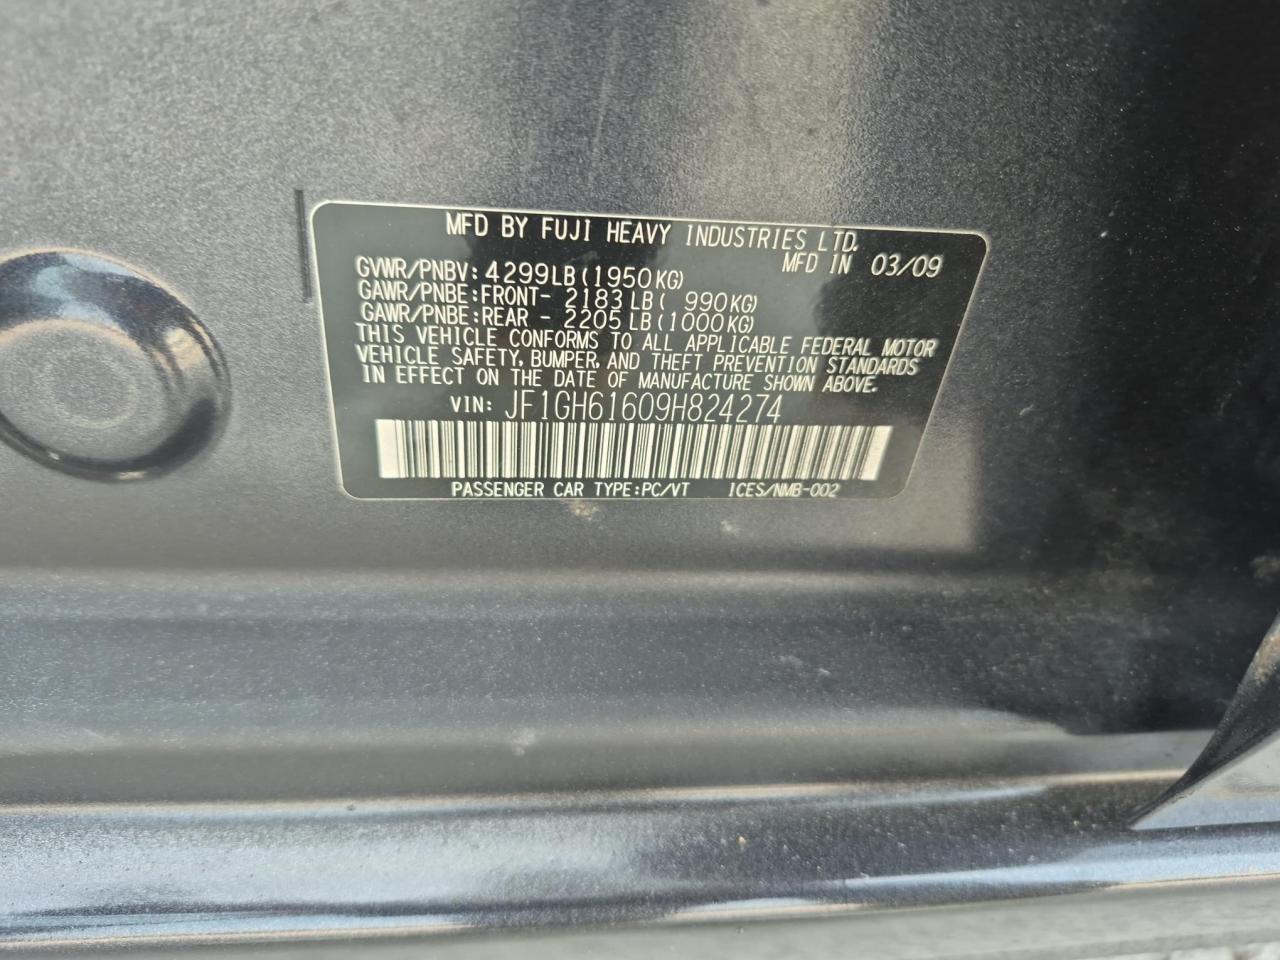 MFD BY FUJI HEAVY INDUSTRIES LTD.
MFD IN 03/09
GVWR/PNBV: 4299LB(1950KG)
GAWR/PNBE:FRONT- 2183LB( 990KG)
GAWR/PNBE:REAR - 2205LB(1000KG)
THIS VEHICLE CONFORMS TO ALL APPLICABLE FEDERAL MOTOR
VEHICLE SAFETY, BUMPER, AND THEFT PREVENTION STANDARDS
IN EFFECT ON THE DATE OF MANUFACTURE SHOWN ABOVE.
VIN: JF1GH61609H824274
PASSENGER CAR TYPE:PC/VT ICES/NMB-002